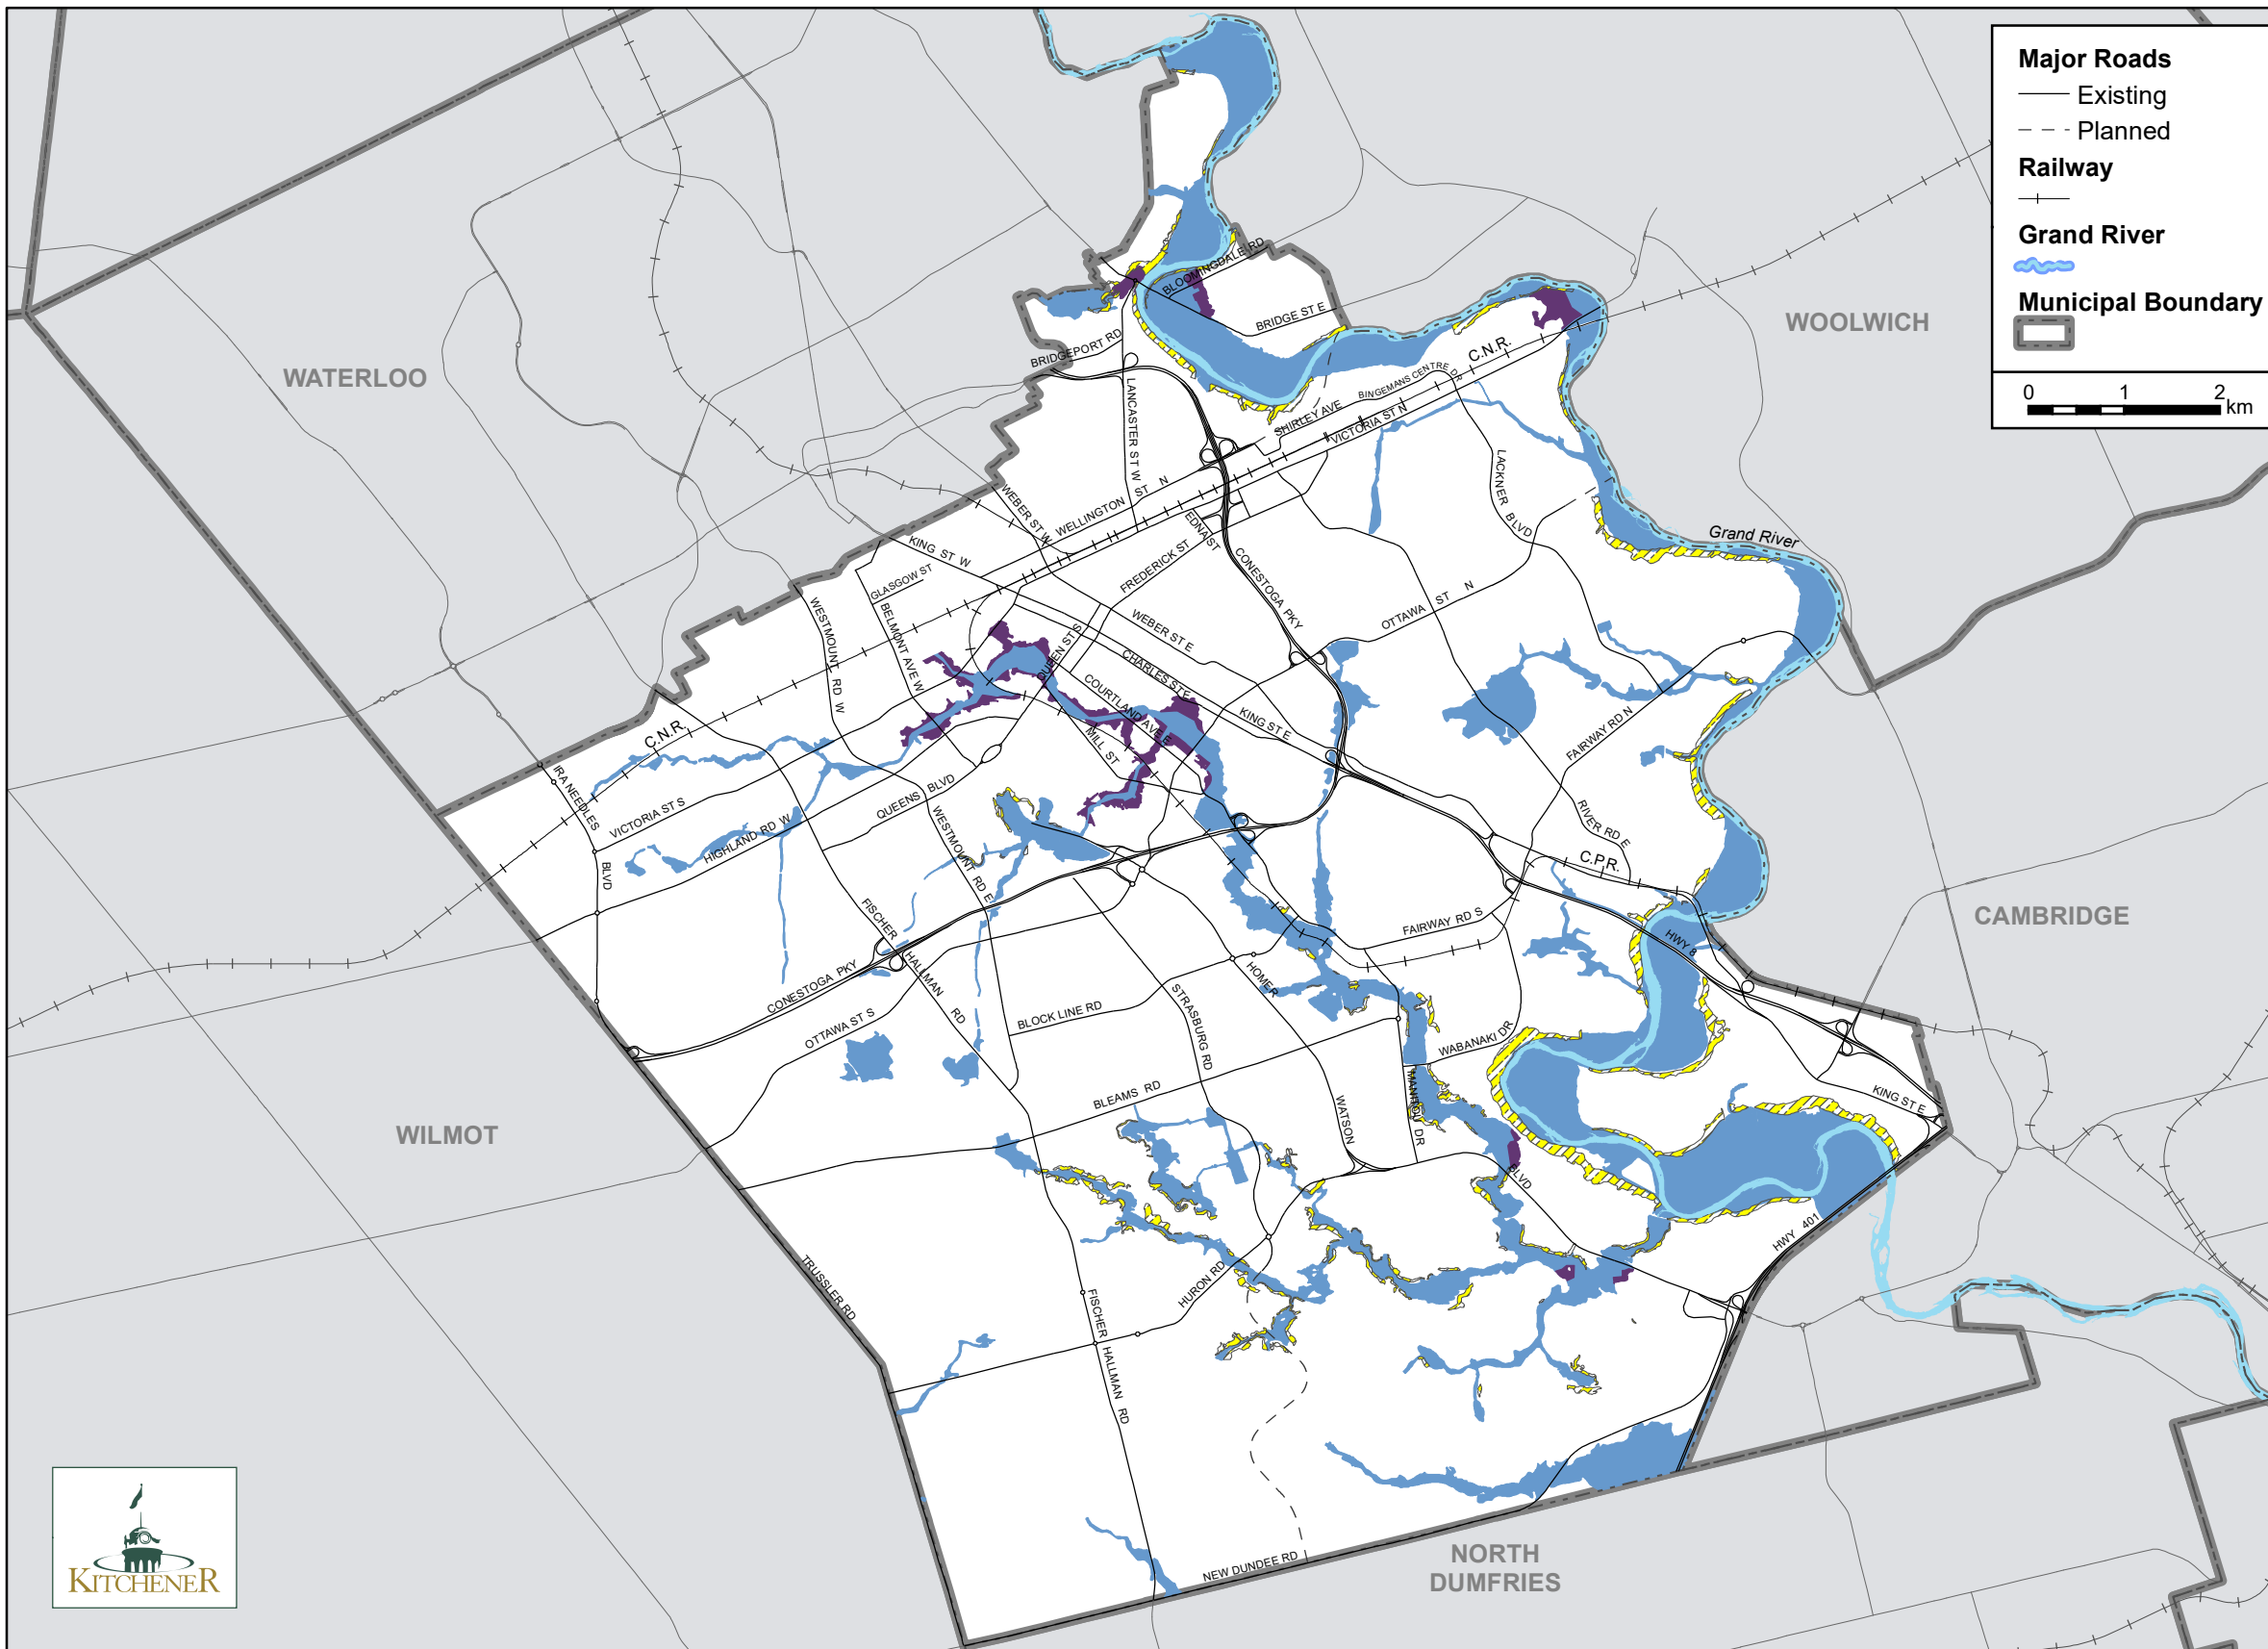 Major Roads
Existing
Planned
Railway
Grand River
Municipal Boundary
0 1 2
km
WOOLWICH
WATERLOO
BLOOMINGDALE RD
BRIDGE ST E
BRIDGEPORT RD
C.N.R.
LANCASTER ST W
BINGEMANS CENTRE DR
SHIRLEY AVE
VICTORIA ST N
LACKNER BLVD
WEBER ST W
WELLINGTON ST N
EDNA ST
Grand River
KING ST W
FREDERICK ST
CONESTOGA PKY
GLASGOW ST
BELMONT AVE W
WESTMOUNT RD W
OTTAWA ST N
WEBER ST E
QUEEN ST S
CHARLES ST E
COURTLAND AVE E
KING ST E
MILL ST
FAIRWAY RD N
C.N.R.
IRA NEEDLES
BLVD
VICTORIA ST S
HIGHLAND RD W
QUEENS BLVD
WESTMOUNT RD E
RIVER RD E
C.P.R.
CAMBRIDGE
FISCHER
HALLMAN
RD
FAIRWAY RD S
HWY 8
CONESTOGA PKY
OTTAWA ST S
BLOCK LINE RD
STRASBURG RD
HOMER
WATSON
BLVD
WABANAKI DR
MANITOU DR
BLEAMS RD
KING ST E
WILMOT
HWY 401
TRUSSLER RD
HURON RD
FISCHER HALLMAN RD
NEW DUNDEE RD
NORTH
DUMFRIES
KITCHENER